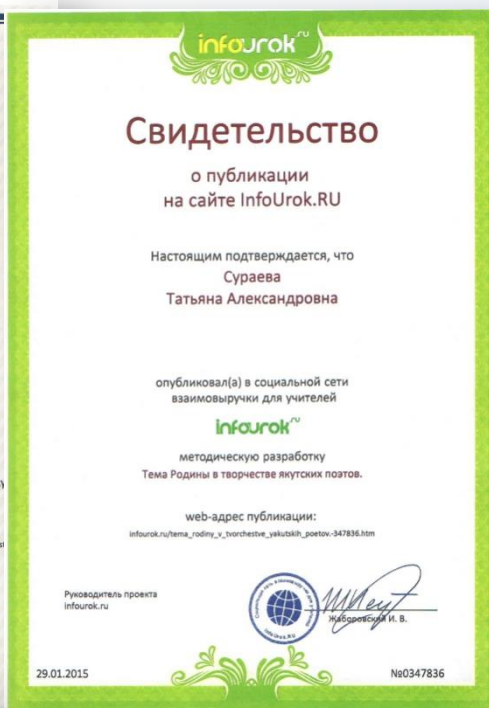 infourok.ru
Свидетельство
о публикации
на сайте InfoUrok.RU
Настоящим подтверждается, что
Сураева
Татьяна Александровна
опубликовал(а) в социальной сети
взаимовыручки для учителей
infourok.ru
методическую разработку
Тема Родины в творчестве якутских поэтов.
web-адрес публикации:
infourok.ru/tema_rodiny_v_tvorchestve_yakutskih_poetov.-347836.htm
Руководитель проекта
infourok.ru
Жаборовский И. В.
29.01.2015
№0347836